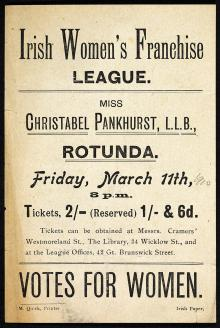 Irish Women's Franchise
LEAGUE.
MISS
CHRISTABEL PANKHURST, L.L.B.,
ROTUNDA.
Friday, March 11th,
8 p.m.
Tickets, 2/- (Reserved) 1/- & 6d.
Tickets can be obtained at Messrs. Cramers'
Westmoreland St., The Library, 34 Wicklow St., and
at the League Offices, 42 Gt. Brunswick Street.
VOTES FOR WOMEN.
M. Quirk, Printer Irish Paper.